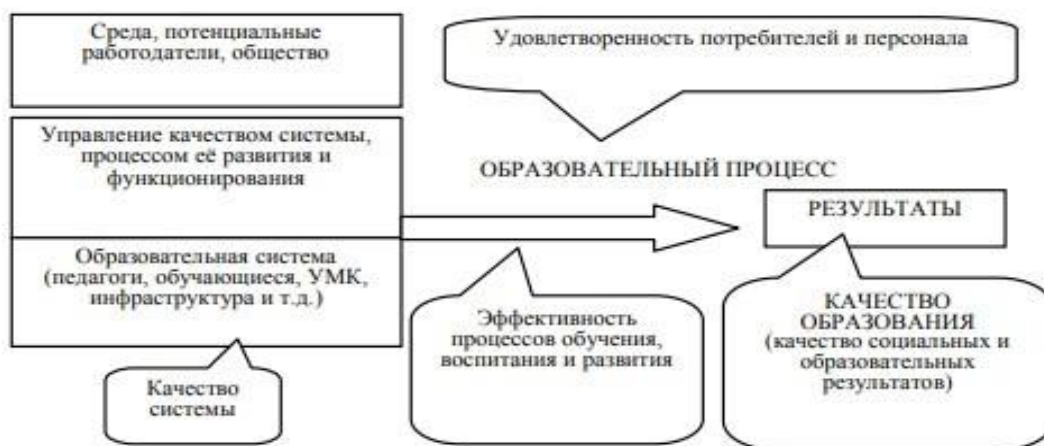 Среда, потенциальные
работодатели, общество
Удовлетворенность потребителей и персонала
Управление качеством системы,
процессом её развития и
функционирования
ОБРАЗОВАТЕЛЬНЫЙ ПРОЦЕСС
РЕЗУЛЬТАТЫ
Образовательная система
(педагоги, обучающиеся, УМК,
инфраструктура и т.д.)
Эффективность
процессов обучения,
воспитания и развития
КАЧЕСТВО
ОБРАЗОВАНИЯ
(качество социальных и
образовательных
результатов)
Качество
системы